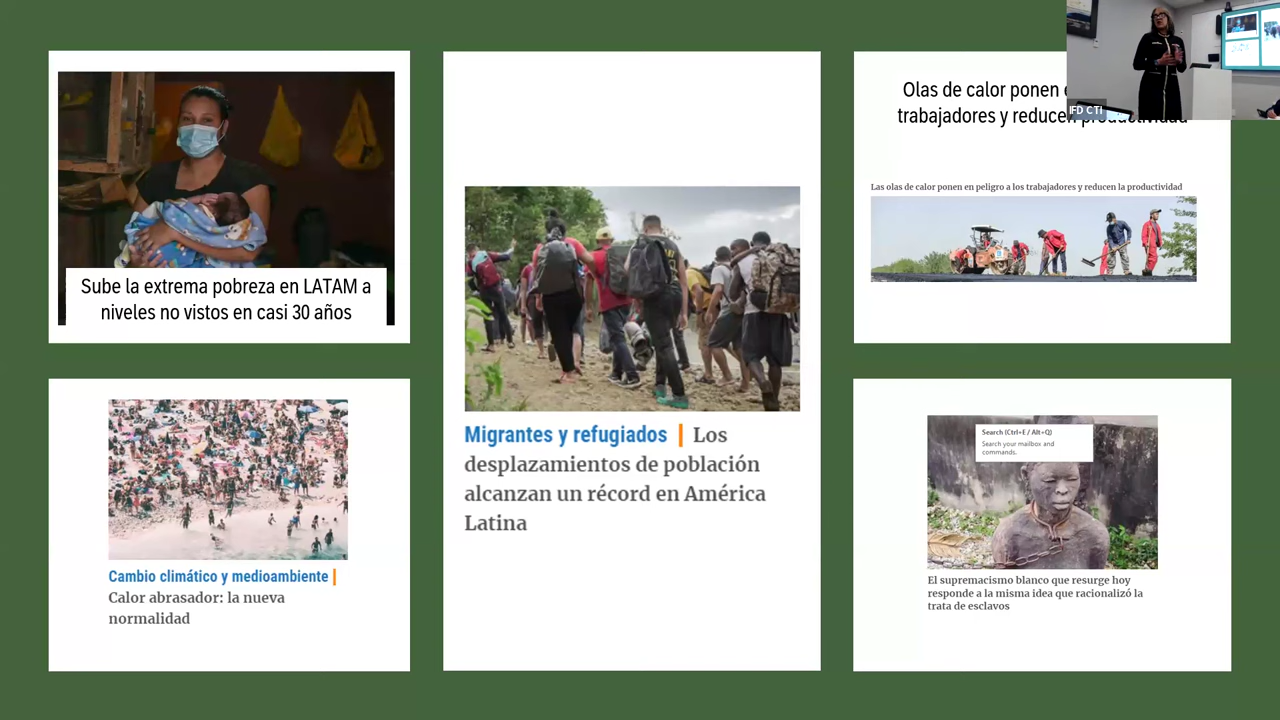 Sube la extrema pobreza en LATAM a
niveles no vistos en casi 30 años
Cambio climático y medioambiente |
Calor abrasador: la nueva
normalidad
Migrantes y refugiados | Los
desplazamientos de población
alcanzan un récord en América
Latina
Olas de calor ponen
trabajadores y reducen productividad
IFD CTI
Las olas de calor ponen en peligro a los trabajadores y reducen la productividad
Search (Ctrl+E / Alt+Q)
Search your mailbox and
commands.
El supremacismo blanco que resurge hoy
responde a la misma idea que racionalizó la
trata de esclavos